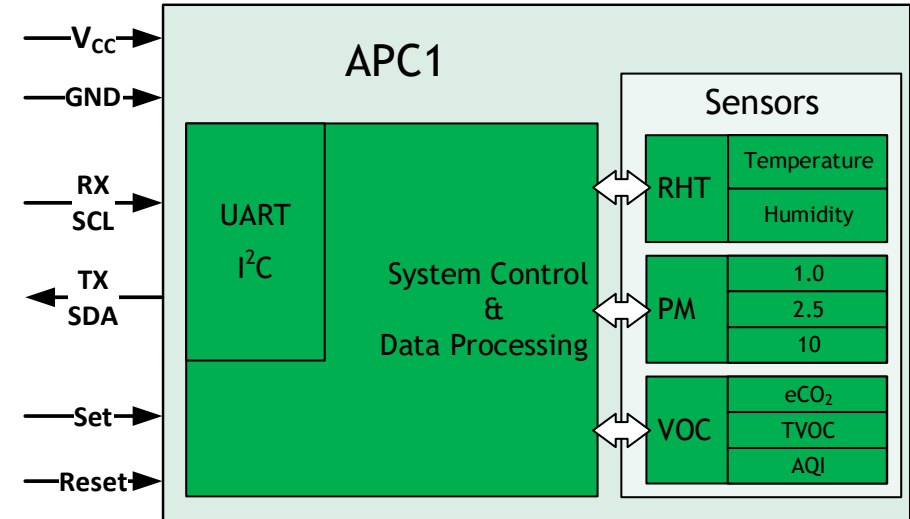 V_CC
GND
RX
SCL
TX
SDA
Set
Reset
APC1
UART
I²C
System Control
&
Data Processing
Sensors
RHT
Temperature
Humidity
PM
1.0
2.5
10
VOC
eCO₂
TVOC
AQI